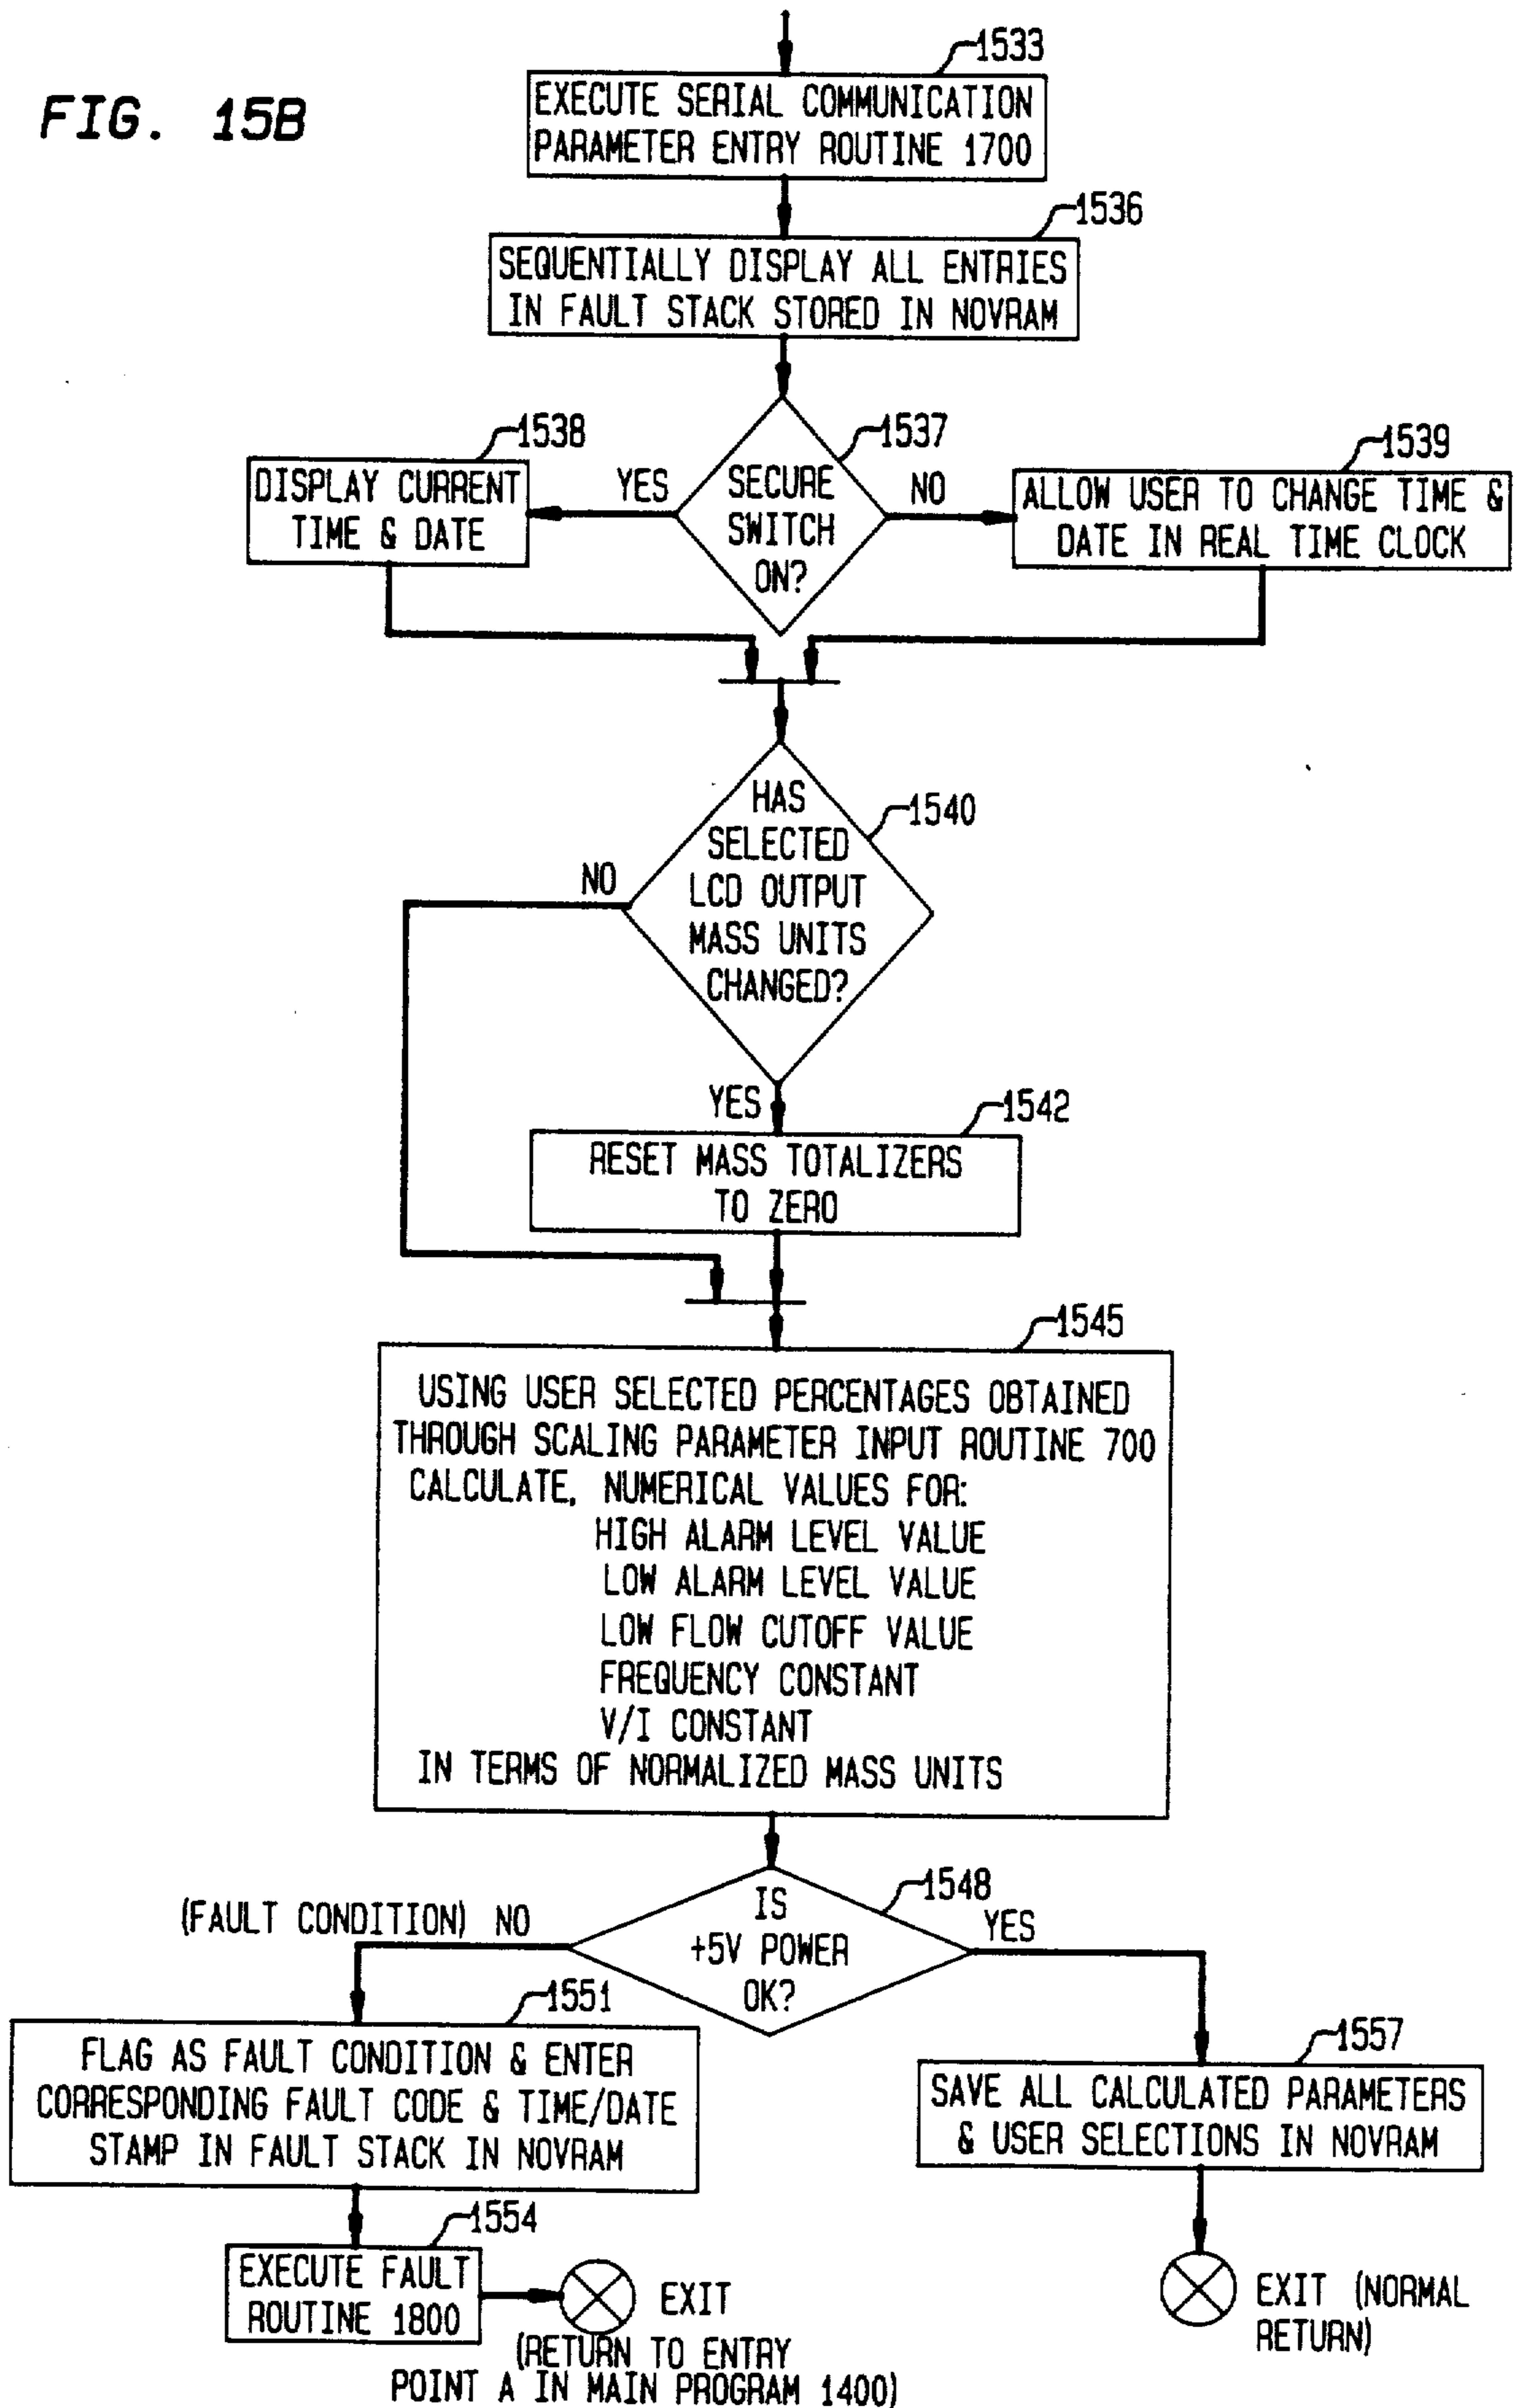 FIG. 15B
1533
EXECUTE SERIAL COMMUNICATION
PARAMETER ENTRY ROUTINE 1700
1536
SEQUENTIALLY DISPLAY ALL ENTRIES
IN FAULT STACK STORED IN NOVRAM
1538
DISPLAY CURRENT
TIME & DATE
YES
1537
SECURE
SWITCH
ON?
NO
1539
ALLOW USER TO CHANGE TIME &
DATE IN REAL TIME CLOCK
1540
HAS
SELECTED
LCD OUTPUT
MASS UNITS
CHANGED?
NO
YES
1542
RESET MASS TOTALIZERS
TO ZERO
1545
USING USER SELECTED PERCENTAGES OBTAINED
THROUGH SCALING PARAMETER INPUT ROUTINE 700
CALCULATE, NUMERICAL VALUES FOR:
HIGH ALARM LEVEL VALUE
LOW ALARM LEVEL VALUE
LOW FLOW CUTOFF VALUE
FREQUENCY CONSTANT
V/I CONSTANT
IN TERMS OF NORMALIZED MASS UNITS
1548
IS
+5V POWER
OK?
(FAULT CONDITION) NO
YES
1551
FLAG AS FAULT CONDITION & ENTER
CORRESPONDING FAULT CODE & TIME/DATE
STAMP IN FAULT STACK IN NOVRAM
1557
SAVE ALL CALCULATED PARAMETERS
& USER SELECTIONS IN NOVRAM
1554
EXECUTE FAULT
ROUTINE 1800
EXIT
(RETURN TO ENTRY
POINT A IN MAIN PROGRAM 1400)
EXIT (NORMAL
RETURN)